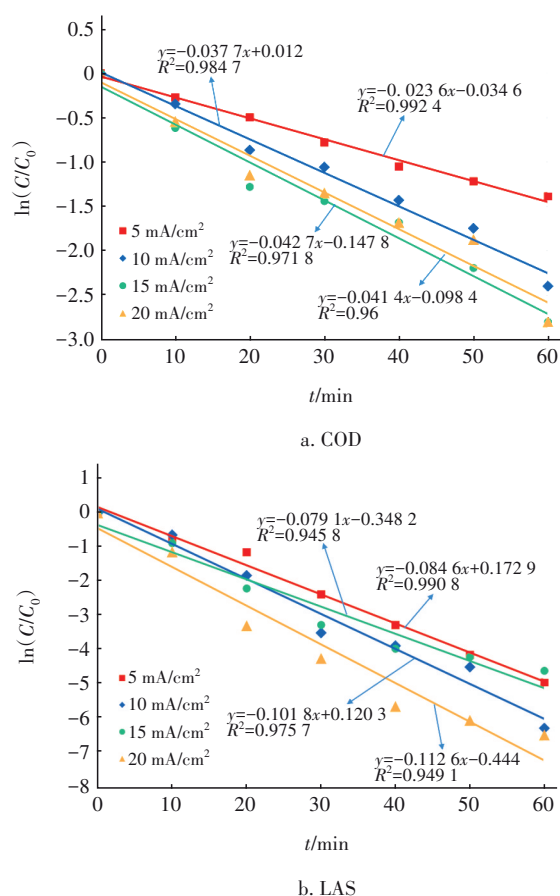 0.5
0
−0.5
−1.0
−1.5
−2.0
−2.5
−3.0
ln(C/C₀)
y=−0.037 7x+0.012
R²=0.984 7
y=−0. 023 6x−0.034 6
R²=0.992 4
y=−0.042 7x−0.147 8
R²=0.971 8
y=−0.041 4x−0.098 4
R²=0.96
5 mA/cm²
10 mA/cm²
15 mA/cm²
20 mA/cm²
0 10 20 30 40 50 60
t/min
a. COD
1
0
−1
−2
−3
−4
−5
−6
−7
−8
ln(C/C₀)
y=−0.079 1x−0.348 2
R²=0.945 8
y=−0.084 6x+0.172 9
R²=0.990 8
y=−0.101 8x+0.120 3
R²=0.975 7
y=−0.112 6x−0.444
R²=0.949 1
5 mA/cm²
10 mA/cm²
15 mA/cm²
20 mA/cm²
0 10 20 30 40 50 60
t/min
b. LAS